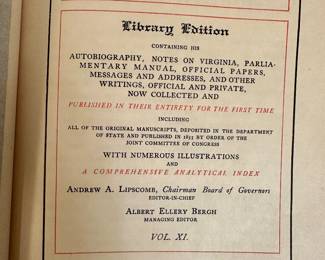 Library Edition
CONTAINING HIS
AUTOBIOGRAPHY, NOTES ON VIRGINIA, PARLIA-
MENTARY MANUAL, OFFICIAL PAPERS,
MESSAGES AND ADDRESSES, AND OTHER
WRITINGS, OFFICIAL AND PRIVATE,
NOW COLLECTED AND
PUBLISHED IN THEIR ENTIRETY FOR THE FIRST TIME
INCLUDING
ALL OF THE ORIGINAL MANUSCRIPTS, DEPOSITED IN THE DEPARTMENT
OF STATE AND PUBLISHED IN 1853 BY ORDER OF THE
JOINT COMMITTEE OF CONGRESS
WITH NUMEROUS ILLUSTRATIONS
AND
A COMPREHENSIVE ANALYTICAL INDEX
ANDREW A. LIPSCOMB, Chairman Board of Governors
EDITOR-IN-CHIEF
ALBERT ELLERY BERGH
MANAGING EDITOR
VOL. XI.